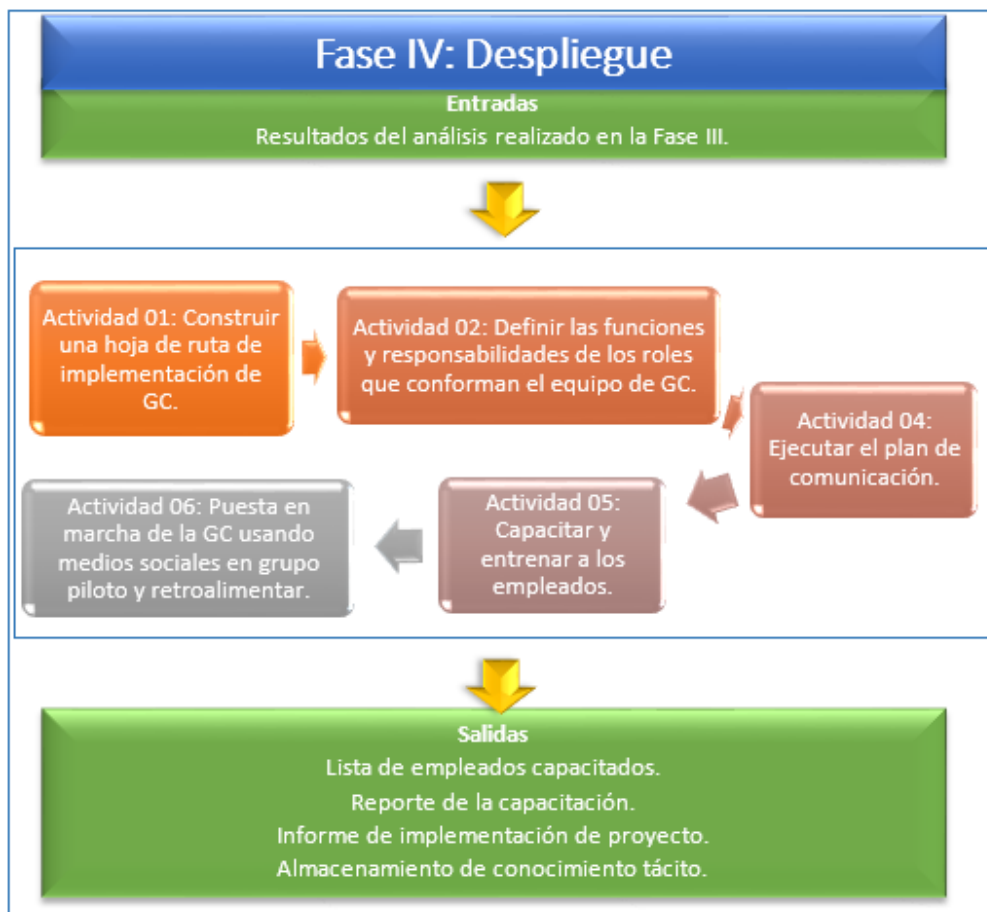 Fase IV: Despliegue
Entradas
Resultados del análisis realizado en la Fase III.
Actividad 01: Construir
una hoja de ruta de
implementación de
GC.
Actividad 02: Definir las funciones
y responsabilidades de los roles
que conforman el equipo de GC.
Actividad 04:
Ejecutar el plan de
comunicación.
Actividad 05:
Capacitar y
entrenar a los
empleados.
Actividad 06: Puesta en
marcha de la GC usando
medios sociales en grupo
piloto y retroalimentar.
Salidas
Lista de empleados capacitados.
Reporte de la capacitación.
Informe de implementación de proyecto.
Almacenamiento de conocimiento tácito.